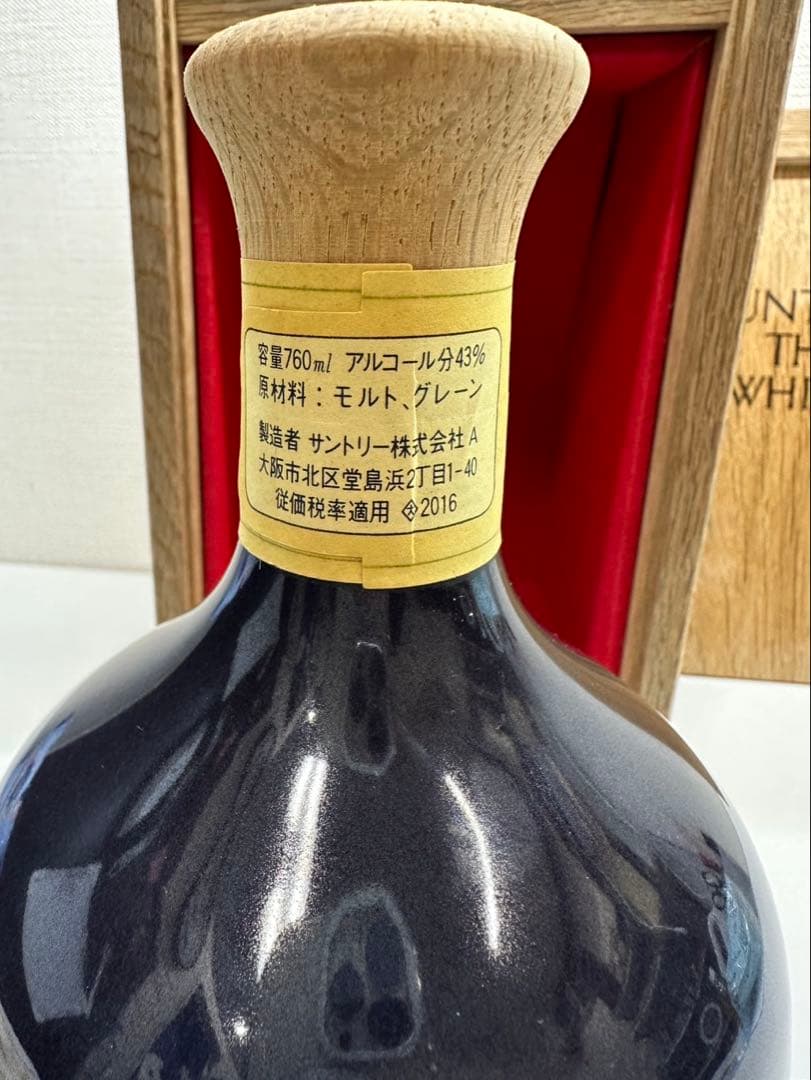 容量760ml アルコール分43%
原材料：モルト、グレーン
製造者 サントリー株式会社 A
大阪市北区堂島浜2丁目1-40
従価税率適用 2016
UNT
TH
WHI